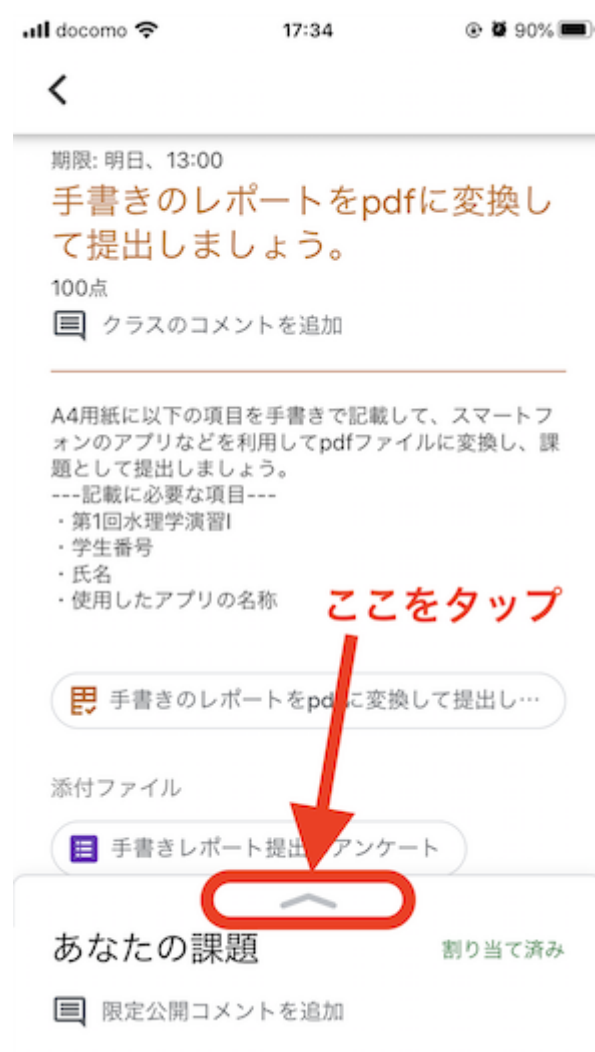 docomo 17:34 90%
期限: 明日、13:00
手書きのレポートをpdfに変換し
て提出しましょう。
100点
クラスのコメントを追加
A4用紙に以下の項目を手書きで記載して、スマートフ
ォンのアプリなどを利用してpdfファイルに変換し、課
題として提出しましょう。
---記載に必要な項目---
・第1回水理学演習I
・学生番号
・氏名
・使用したアプリの名称
ここをタップ
手書きのレポートをpdfに変換して提出し…
添付ファイル
手書きレポート提出 アンケート
あなたの課題 割り当て済み
限定公開コメントを追加